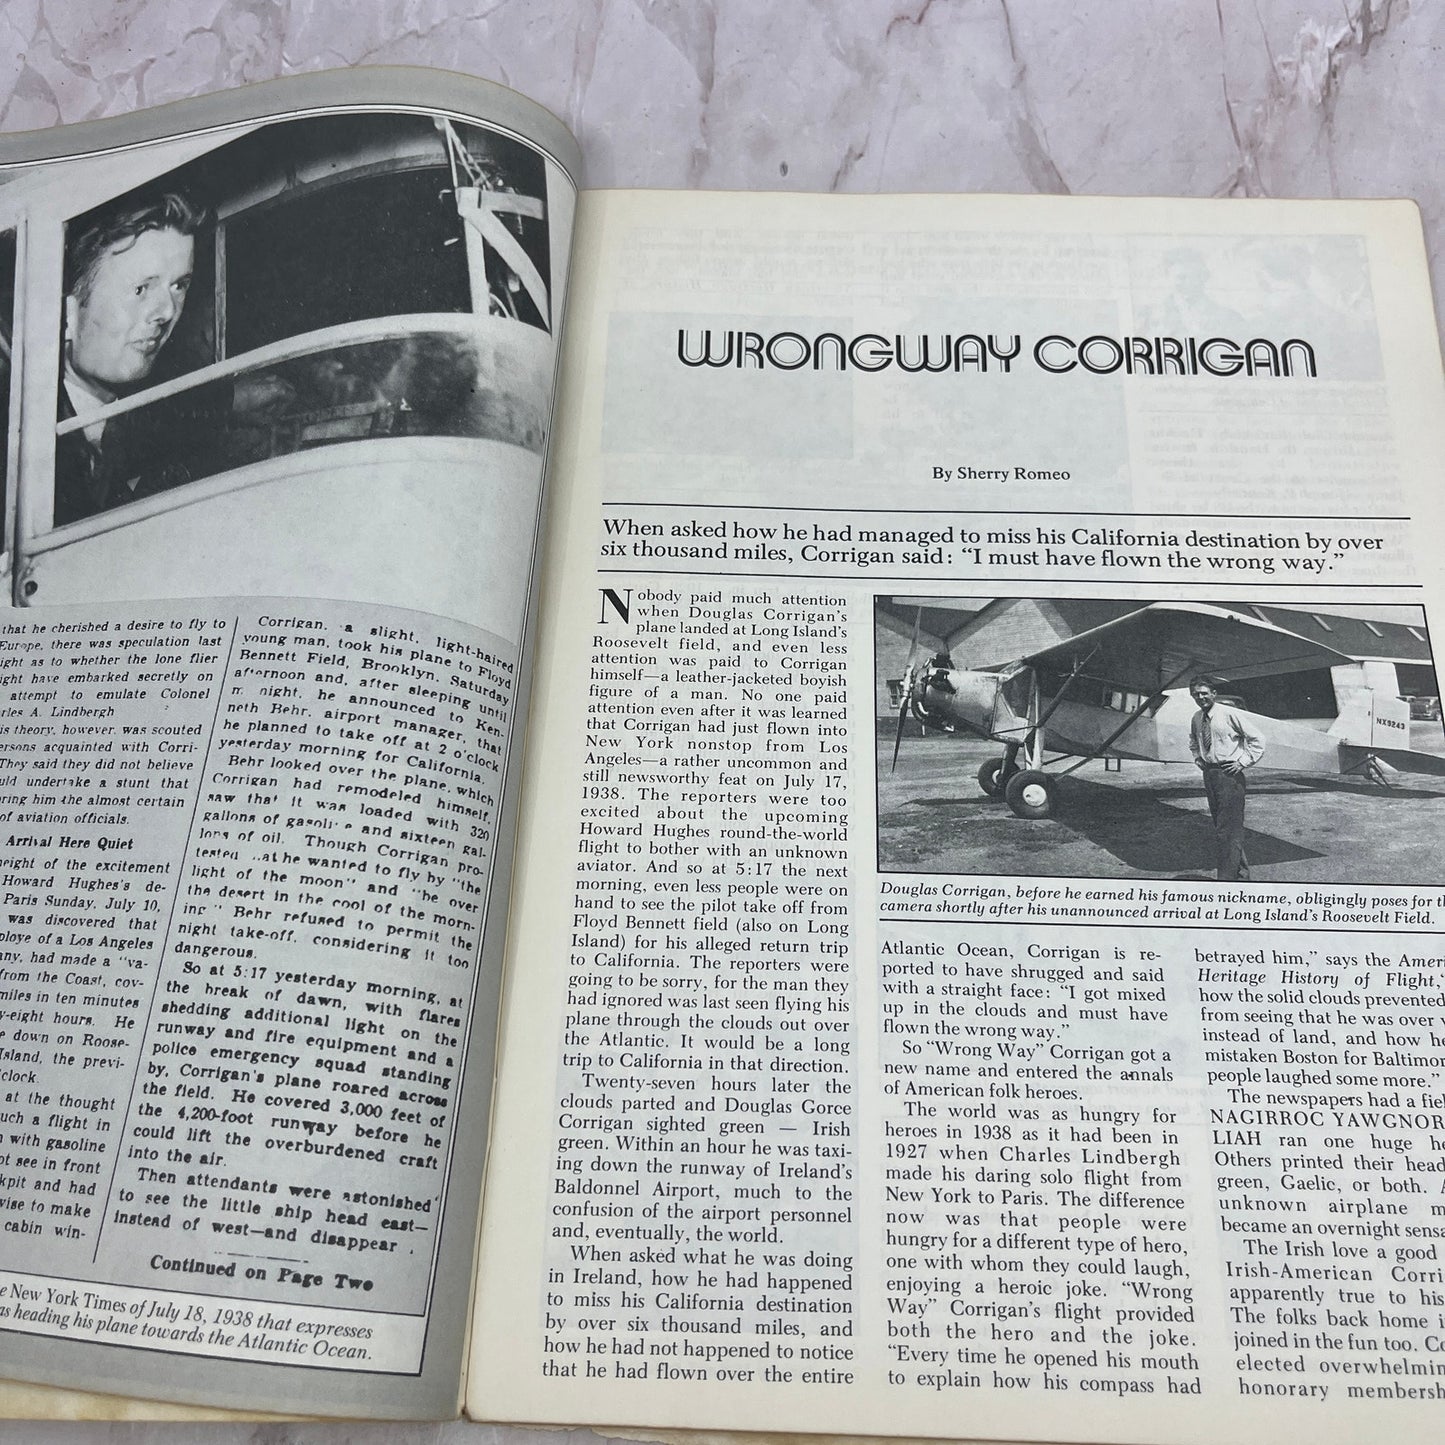 that he cherished a desire to fly to
Europe, there was speculation last
ight as to whether the lone flier
ght have embarked secretly on
attempt to emulate Colonel
rles A. Lindbergh
is theory, however, was scouted
ersons acquainted with Corri-
They said they did not believe
uld undertake a stunt that
ring him the almost certain
of aviation officials.
Arrival Here Quiet
height of the excitement
Howard Hughes's de-
Paris Sunday, July 10,
was discovered that
ploye of a Los Angeles
any, had made a "va-
from the Coast, cov-
miles in ten minutes
y-eight hours. He
e down on Roose-
Island, the previ-
clock.
at the thought
uch a flight in
n with gasoline
ot see in front
kpit and had
wise to make
cabin win-
Corrigan, a slight, light-haired
young man, took his plane to Floyd
Bennett Field, Brooklyn, Saturday
afternoon and, after sleeping until
m night, he announced to Ken-
neth Behr, airport manager, that
he planned to take off at 2 o'clock
yesterday morning for California.
Behr looked over the plane, which
Corrigan had remodeled himself,
saw that it was loaded with 320
gallons of gasoli e and sixteen gal-
lons of oil. Though Corrigan pro-
tested ..at he wanted to fly by "the
light of the moon" and "be over
the desert in the cool of the morn-
ing" Behr refused to permit the
night take-off, considering it too
dangerous.
So at 5:17 yesterday morning, at
the break of dawn, with flares
shedding additional light on the
runway and fire equipment and a
police emergency squad standing
by, Corrigan's plane roared across
the field. He covered 3,000 feet of
the 4,200-foot runway before he
could lift the overburdened craft
into the air.
Then attendants were astonished
to see the little ship head east—
instead of west—and disappear .
Continued on Page Two
e New York Times of July 18, 1938 that expresses
as heading his plane towards the Atlantic Ocean.
WRONGWAY CORRIGAN
By Sherry Romeo
When asked how he had managed to miss his California destination by over
six thousand miles, Corrigan said: "I must have flown the wrong way."
Nobody paid much attention
when Douglas Corrigan's
plane landed at Long Island's
Roosevelt field, and even less
attention was paid to Corrigan
himself—a leather-jacketed boyish
figure of a man. No one paid
attention even after it was learned
that Corrigan had just flown into
New York nonstop from Los
Angeles—a rather uncommon and
still newsworthy feat on July 17,
1938. The reporters were too
excited about the upcoming
Howard Hughes round-the-world
flight to bother with an unknown
aviator. And so at 5:17 the next
morning, even less people were on
hand to see the pilot take off from
Floyd Bennett field (also on Long
Island) for his alleged return trip
to California. The reporters were
going to be sorry, for the man they
had ignored was last seen flying his
plane through the clouds out over
the Atlantic. It would be a long
trip to California in that direction.
Twenty-seven hours later the
clouds parted and Douglas Gorce
Corrigan sighted green — Irish
green. Within an hour he was taxi-
ing down the runway of Ireland's
Baldonnel Airport, much to the
confusion of the airport personnel
and, eventually, the world.
When asked what he was doing
in Ireland, how he had happened
to miss his California destination
by over six thousand miles, and
how he had not happened to notice
that he had flown over the entire
NX9243
Douglas Corrigan, before he earned his famous nickname, obligingly poses for th
camera shortly after his unannounced arrival at Long Island's Roosevelt Field.
Atlantic Ocean, Corrigan is re-
ported to have shrugged and said
with a straight face: "I got mixed
up in the clouds and must have
flown the wrong way."
So "Wrong Way" Corrigan got a
new name and entered the annals
of American folk heroes.
The world was as hungry for
heroes in 1938 as it had been in
1927 when Charles Lindbergh
made his daring solo flight from
New York to Paris. The difference
now was that people were
hungry for a different type of hero,
one with whom they could laugh,
enjoying a heroic joke. "Wrong
Way" Corrigan's flight provided
both the hero and the joke.
"Every time he opened his mouth
to explain how his compass had
betrayed him," says the Ameri
Heritage History of Flight,
how the solid clouds prevented
from seeing that he was over
instead of land, and how he
mistaken Boston for Baltimor
people laughed some more."
The newspapers had a fiel
NAGIRROC YAWGNOR
LIAH ran one huge he
Others printed their head
green, Gaelic, or both. A
unknown airplane m
became an overnight sensa
The Irish love a good
Irish-American Corri
apparently true to his
The folks back home i
joined in the fun too. Co
elected overwhelmin
honorary membersh